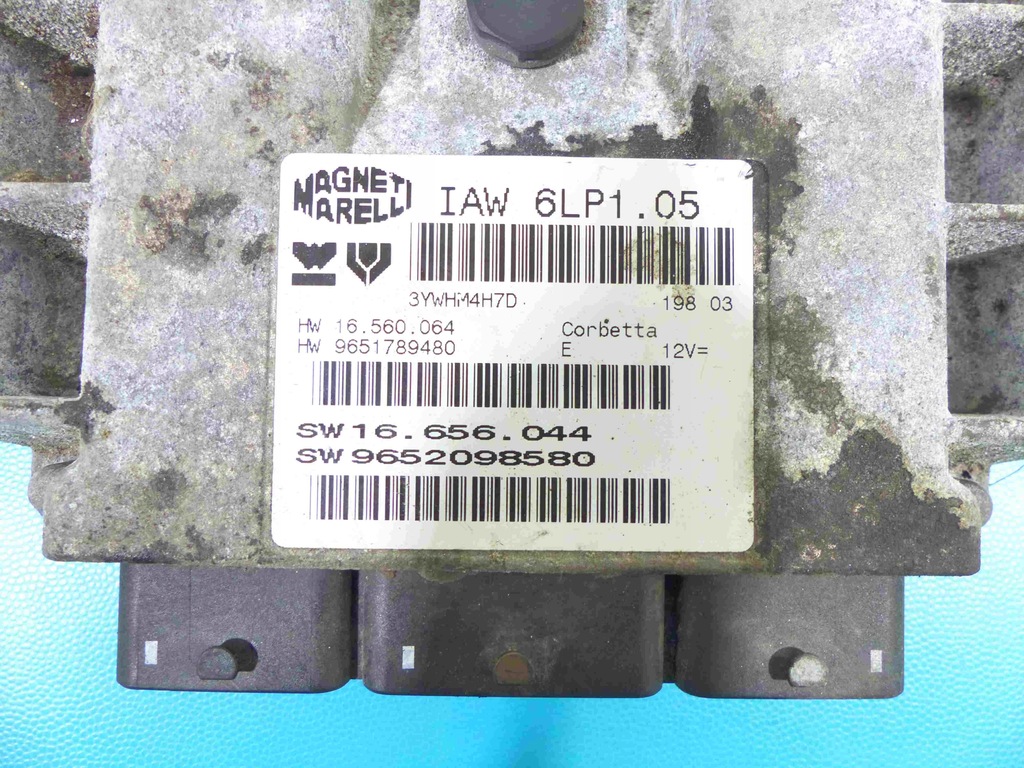 MAGNETI
MARELLI
IAW 6LP1.05
3YWHM4H7D
198 03
HW 16.560.064
Corbetta
HW 9651789480
E 12V=
SW 16.656.044
SW 9652098580